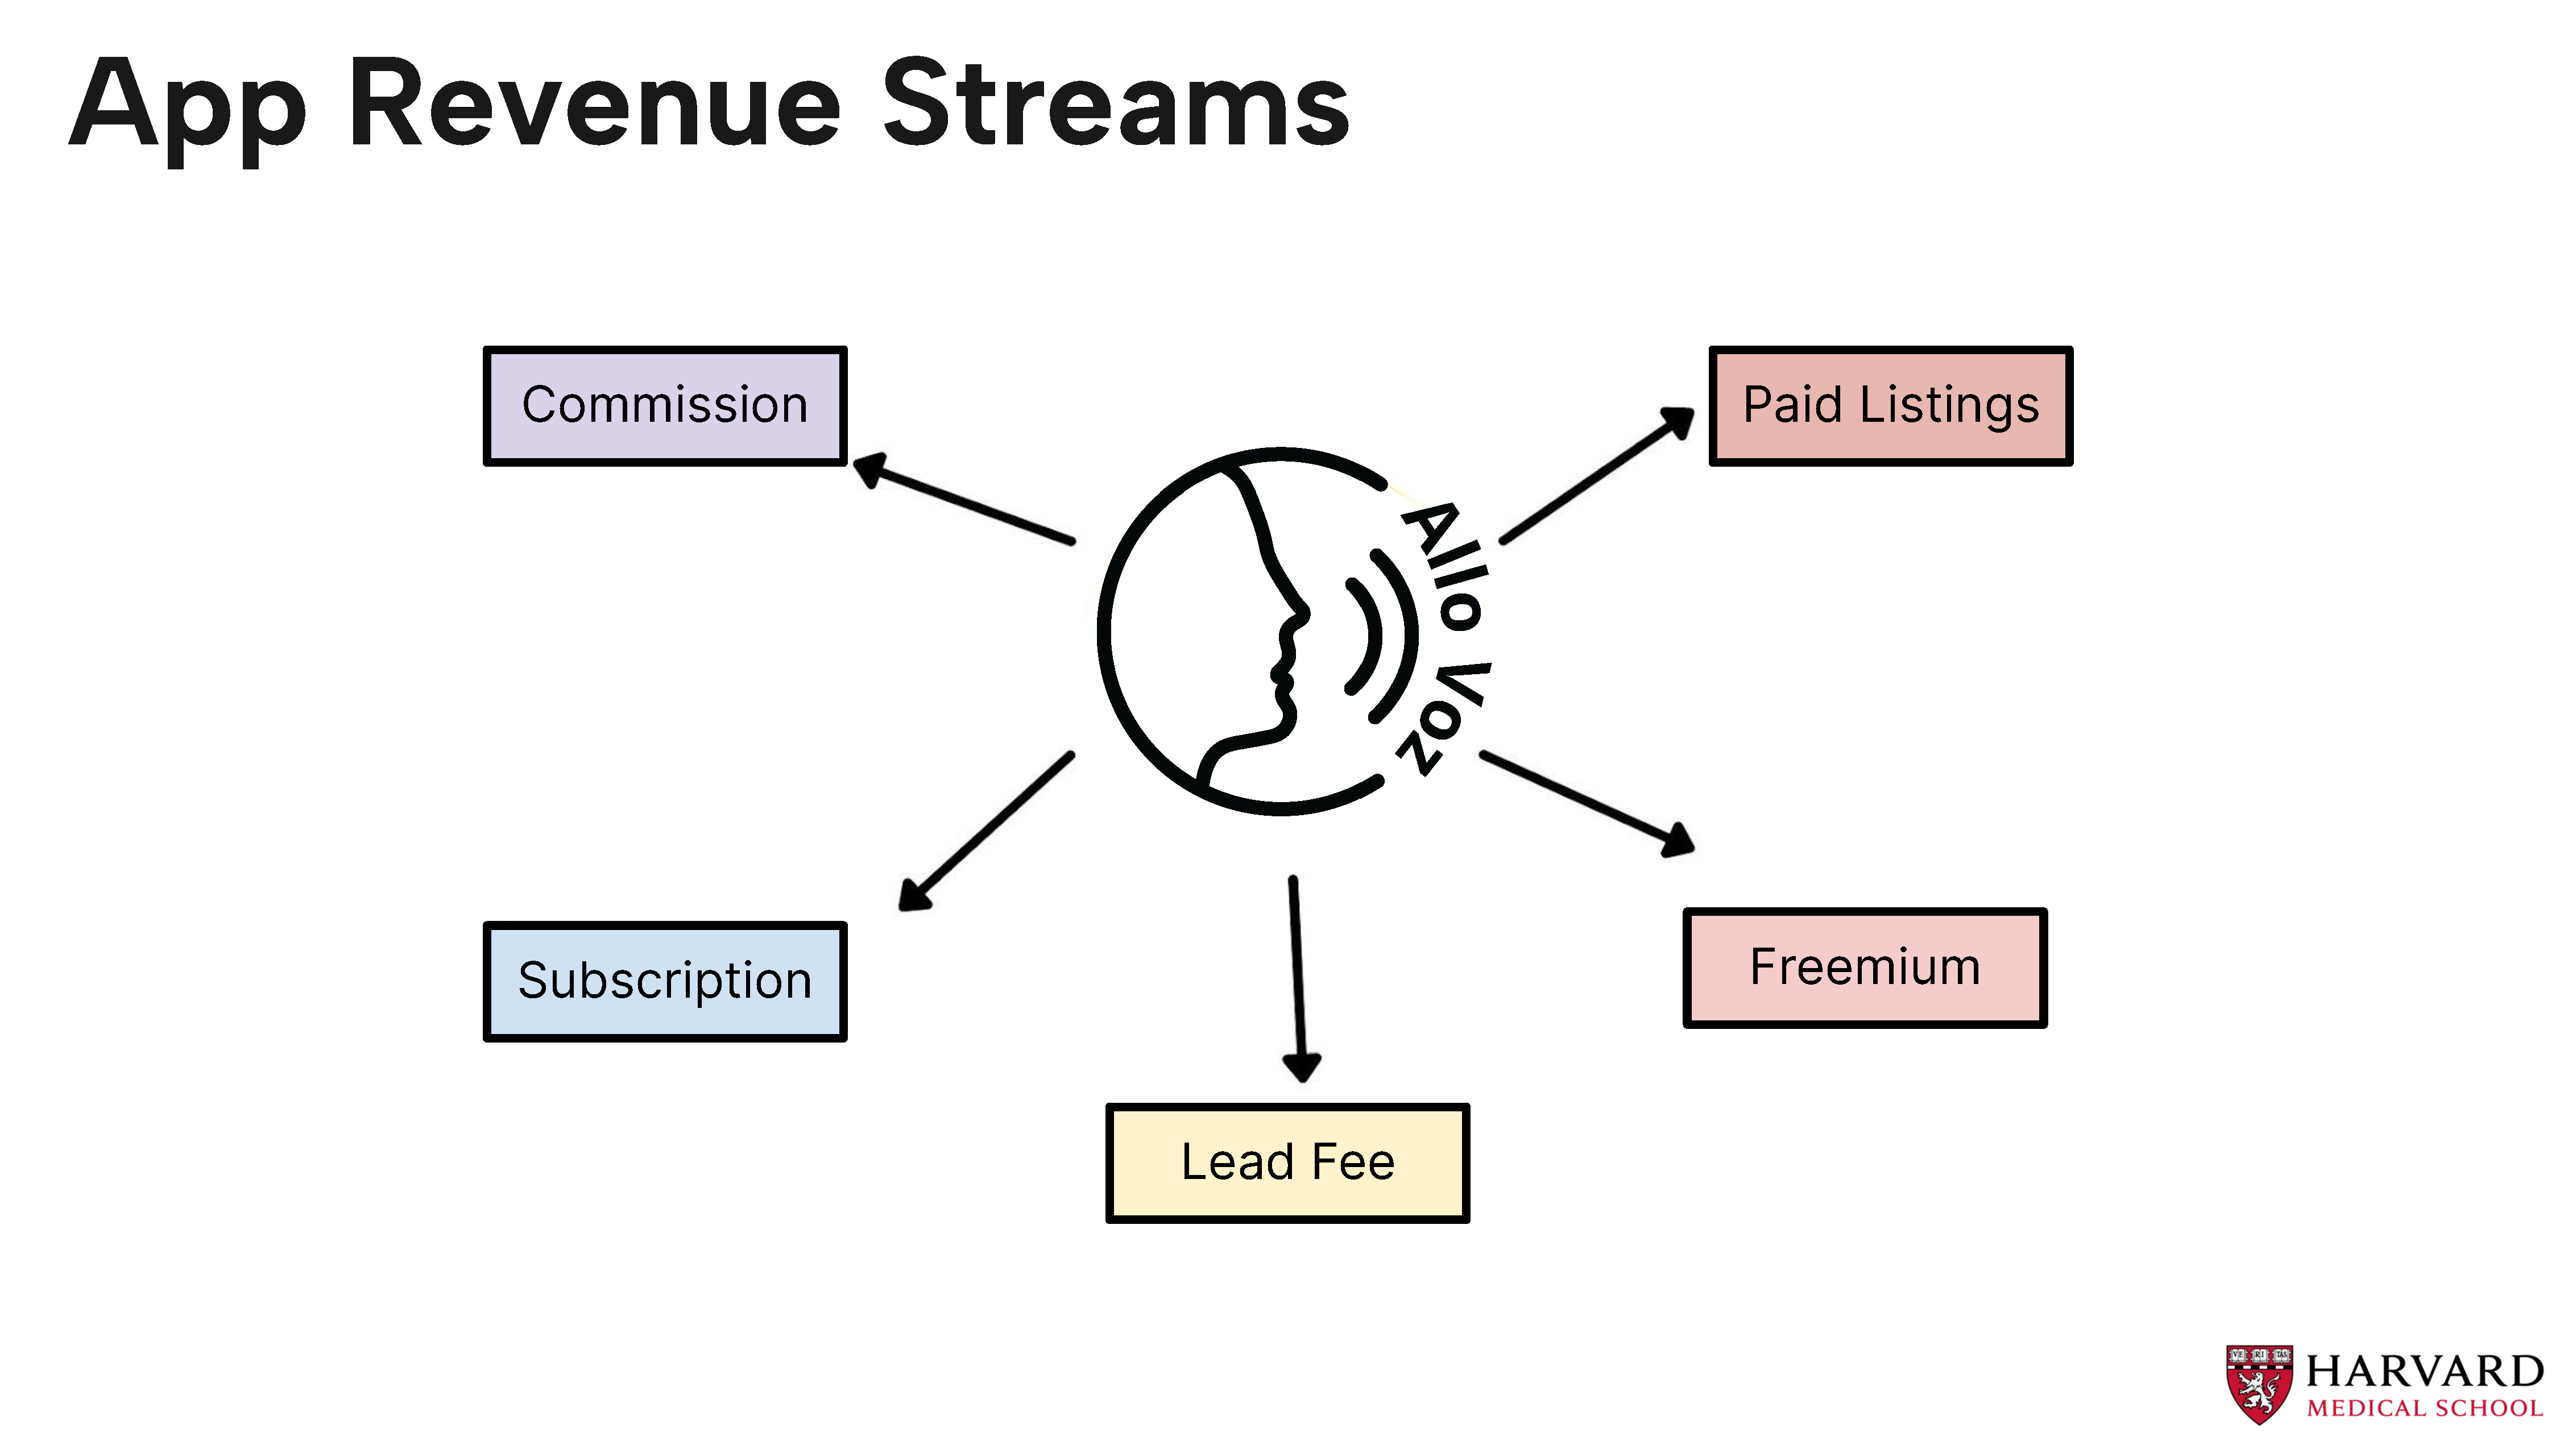 App Revenue Streams
Commission
Paid Listings
Allo Voz
Subscription
Freemium
Lead Fee
VE RI TAS
HARVARD
MEDICAL SCHOOL